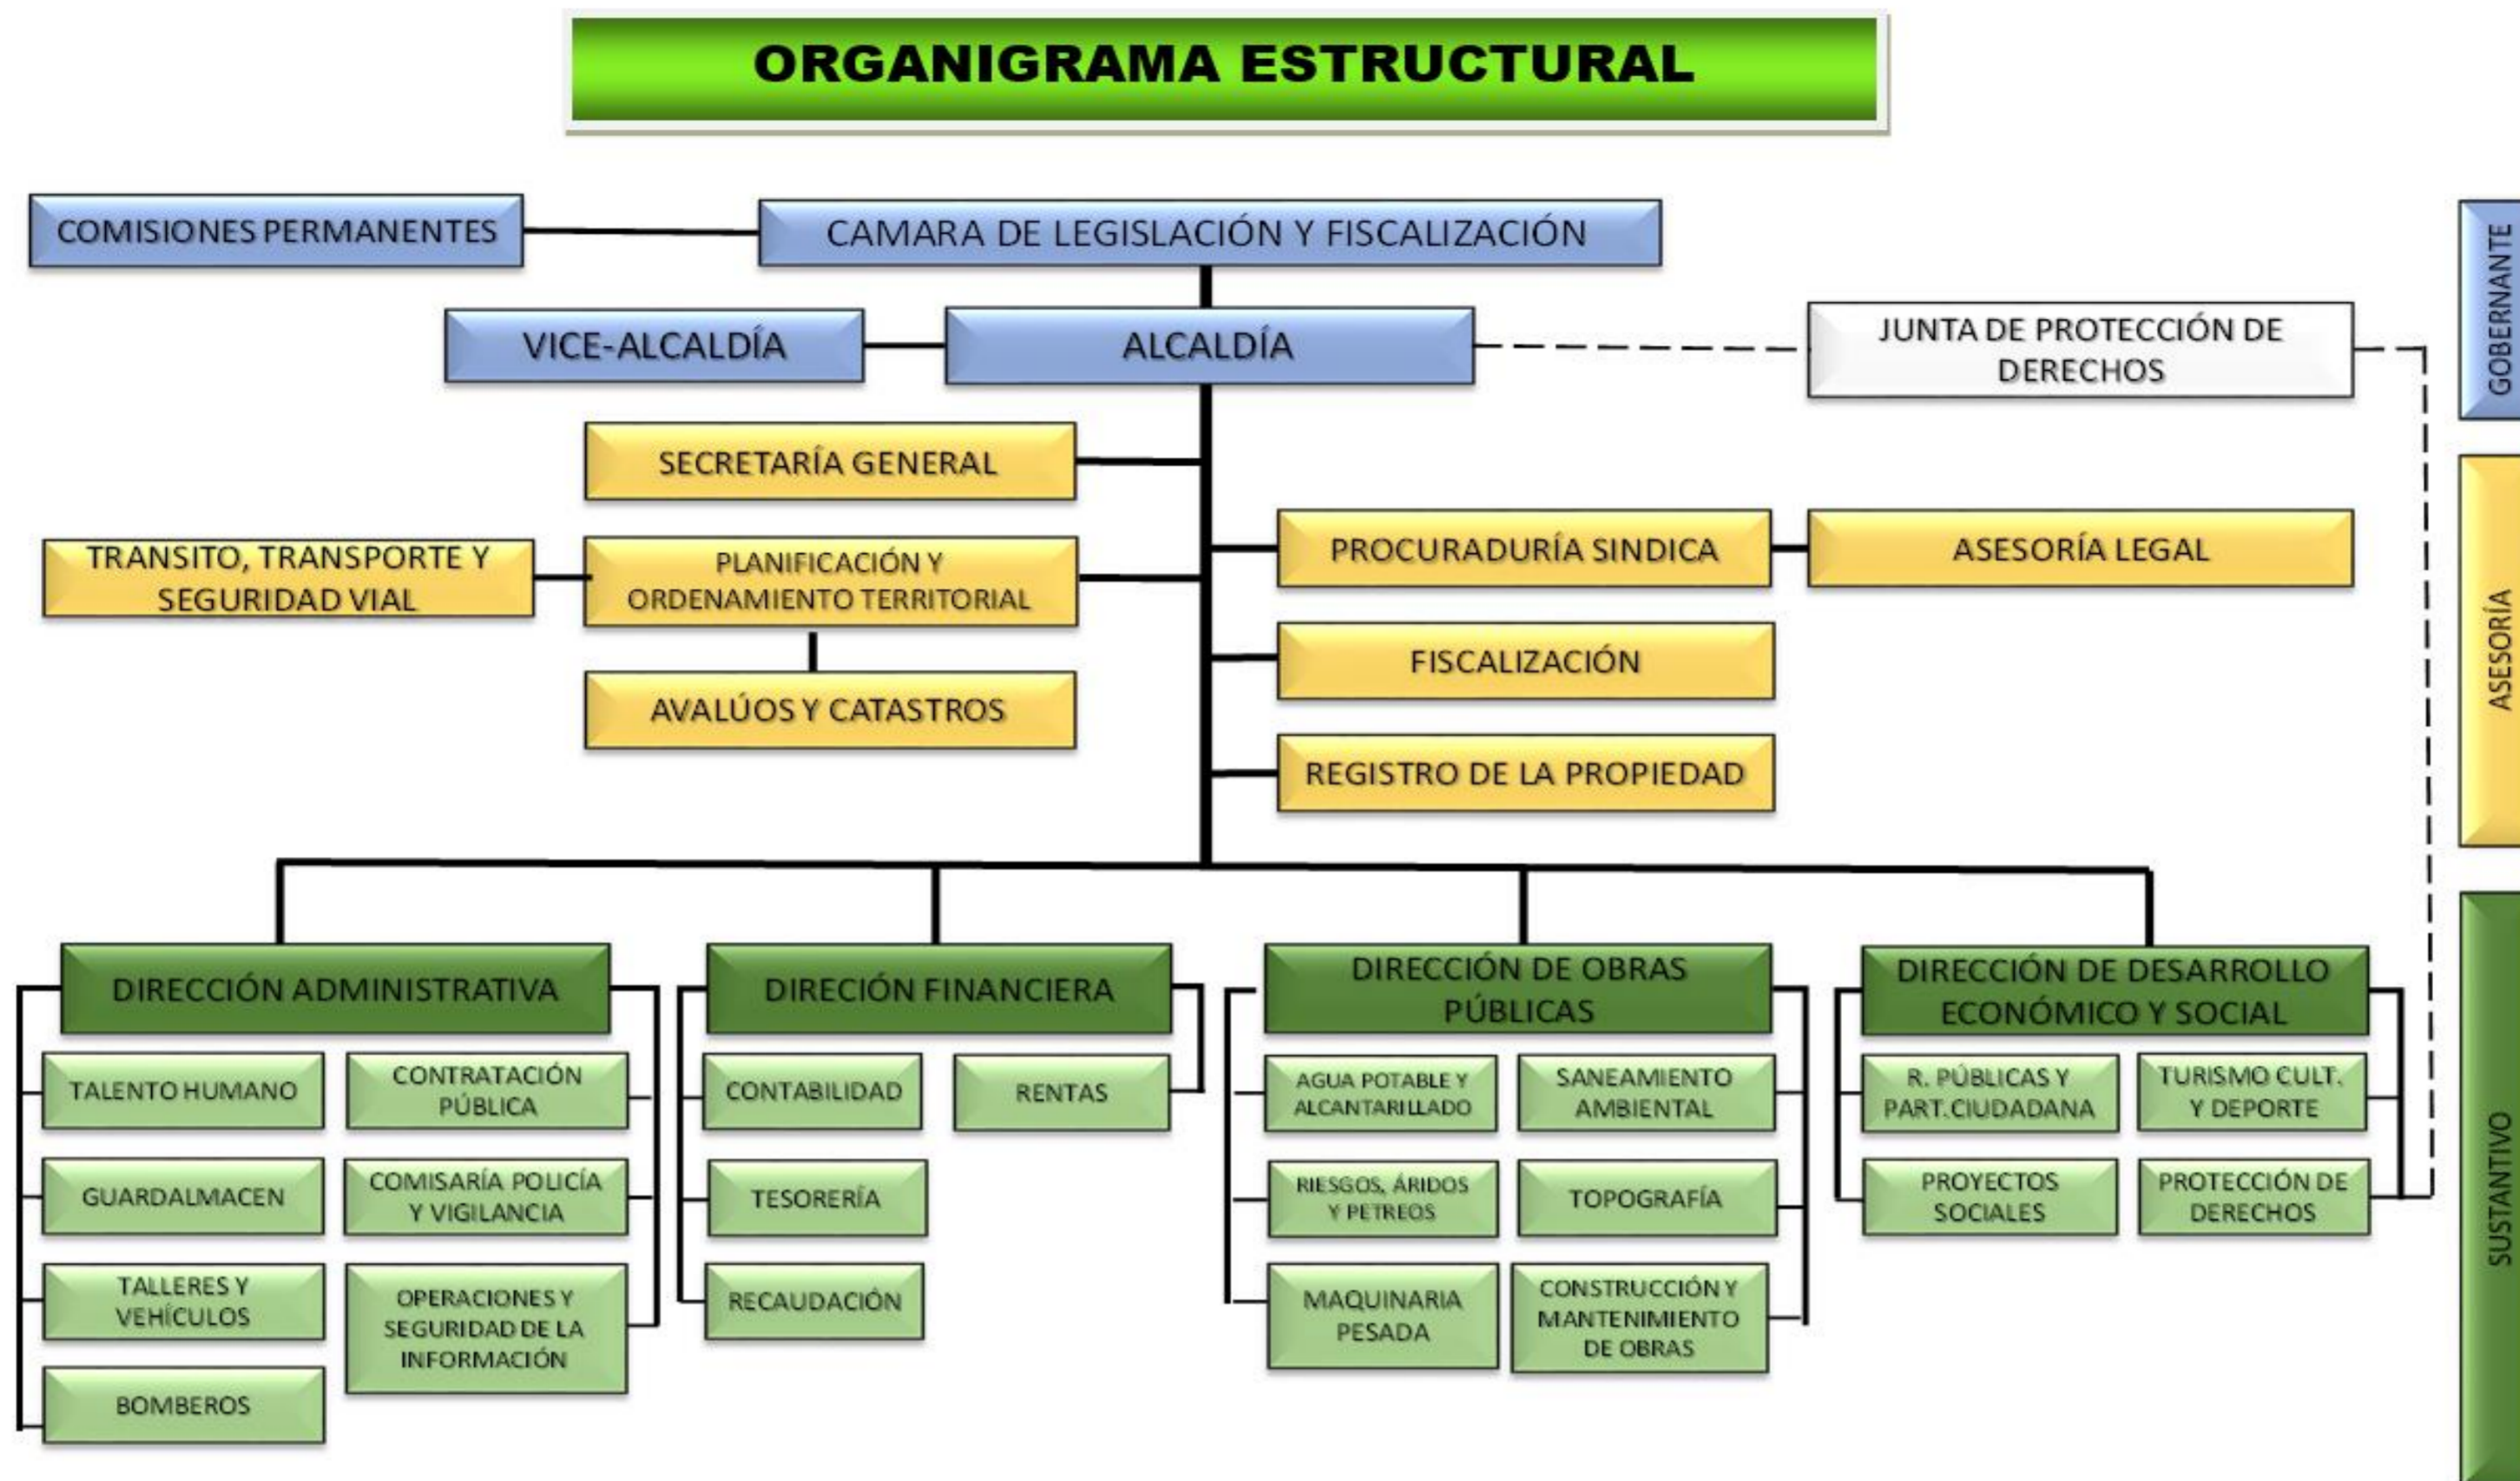 ORGANIGRAMA ESTRUCTURAL
COMISIONES PERMANENTES
CAMARA DE LEGISLACIÓN Y FISCALIZACIÓN
VICE-ALCALDÍA
ALCALDÍA
JUNTA DE PROTECCIÓN DE
DERECHOS
GOBERNANTE
SECRETARÍA GENERAL
TRANSITO, TRANSPORTE Y
SEGURIDAD VIAL
PLANIFICACIÓN Y
ORDENAMIENTO TERRITORIAL
PROCURADURÍA SINDICA
ASESORÍA LEGAL
FISCALIZACIÓN
AVALÚOS Y CATASTROS
REGISTRO DE LA PROPIEDAD
ASESORÍA
DIRECCIÓN ADMINISTRATIVA
TALENTO HUMANO
CONTRATACIÓN
PÚBLICA
GUARDALMACEN
COMISARÍA POLICÍA
Y VIGILANCIA
TALLERES Y
VEHÍCULOS
OPERACIONES Y
SEGURIDAD DE LA
INFORMACIÓN
BOMBEROS
DIRECIÓN FINANCIERA
CONTABILIDAD
RENTAS
TESORERÍA
RECAUDACIÓN
DIRECCIÓN DE OBRAS
PÚBLICAS
AGUA POTABLE Y
ALCANTARILLADO
SANEAMIENTO
AMBIENTAL
RIESGOS, ÁRIDOS
Y PETREOS
TOPOGRAFÍA
MAQUINARIA
PESADA
CONSTRUCCIÓN Y
MANTENIMIENTO
DE OBRAS
DIRECCIÓN DE DESARROLLO
ECONÓMICO Y SOCIAL
R. PÚBLICAS Y
PART.CIUDADANA
TURISMO CULT.
Y DEPORTE
PROYECTOS
SOCIALES
PROTECCIÓN DE
DERECHOS
SUSTANTIVO